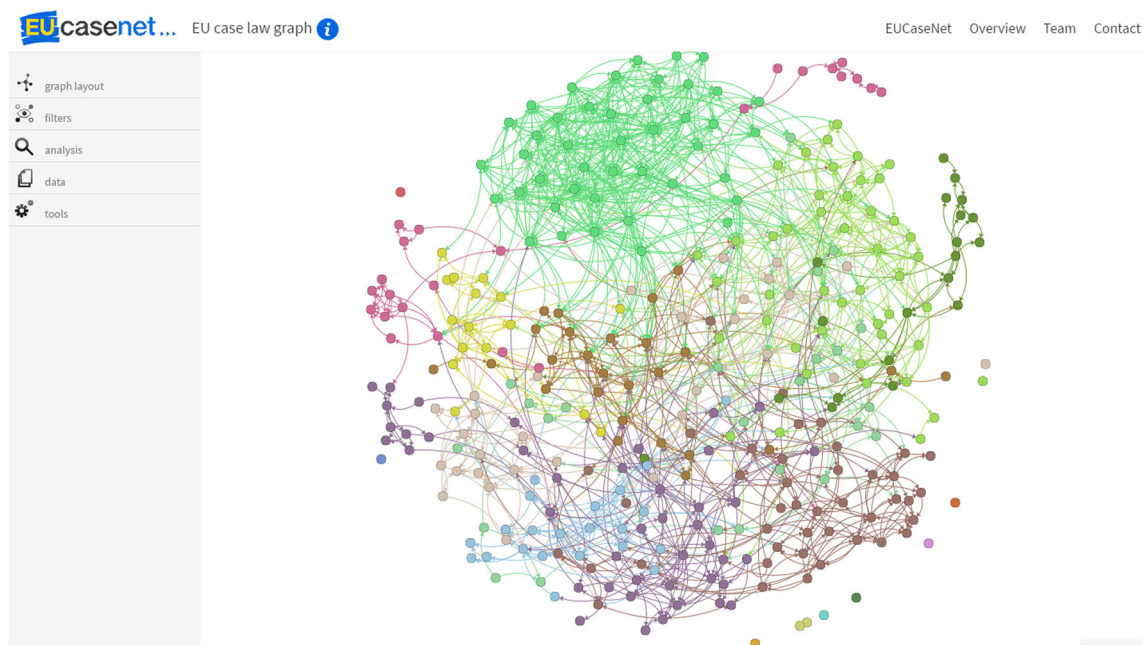 EUcasenet... EU case law graph i EUCaseNet Overview Team Contact
graph layout
filters
analysis
data
tools